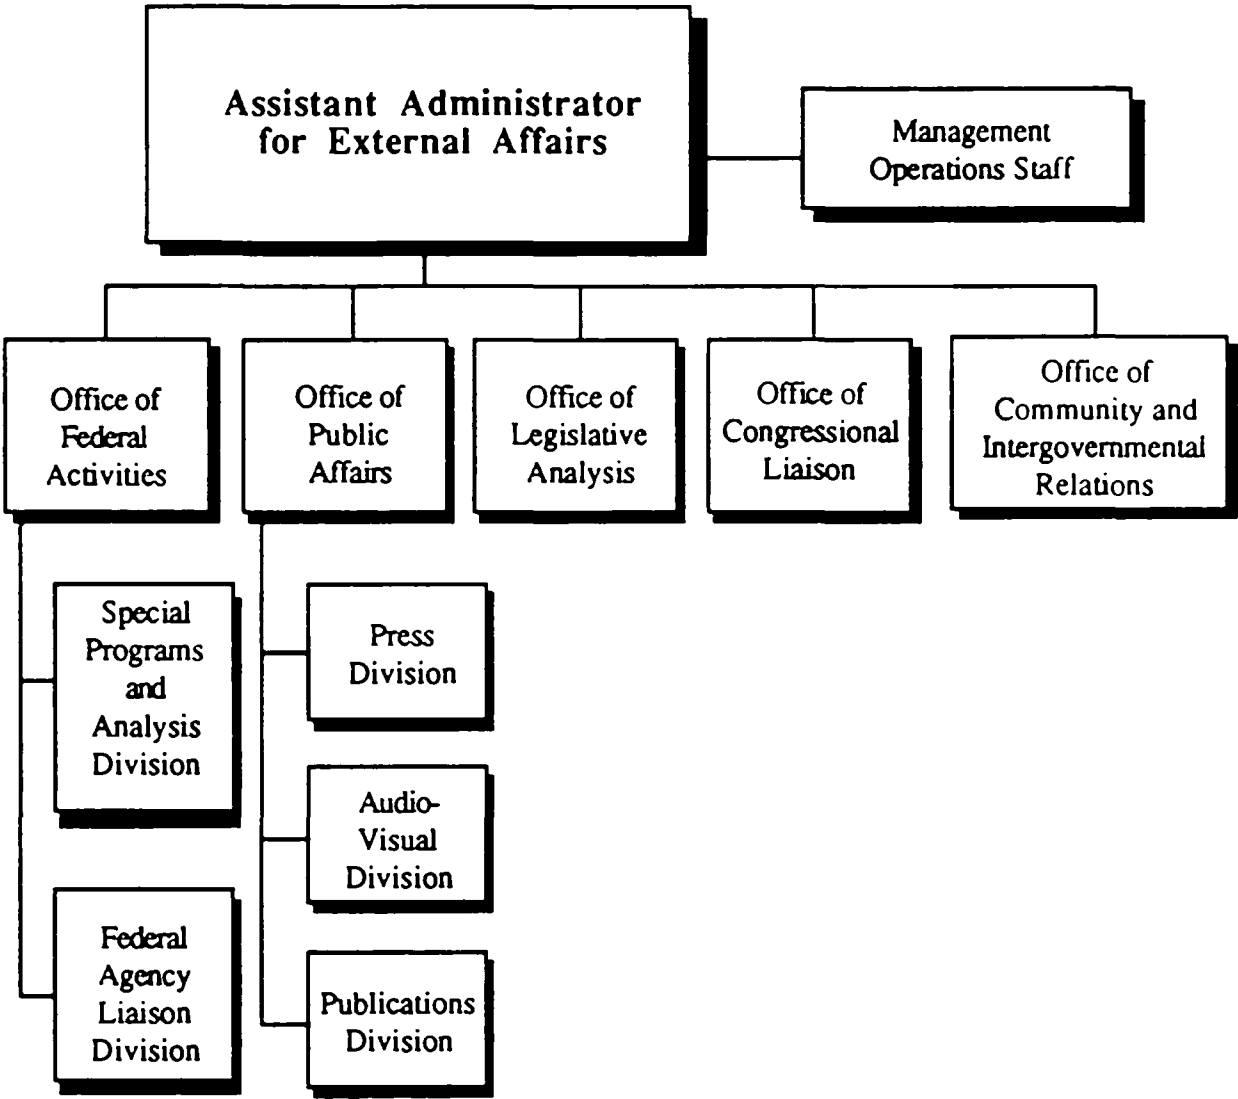 Assistant Administrator
for External Affairs
Management
Operations Staff
Office of
Federal
Activities
Office of
Public
Affairs
Office of
Legislative
Analysis
Office of
Congressional
Liaison
Office of
Community and
Intergovernmental
Relations
Special
Programs
and
Analysis
Division
Federal
Agency
Liaison
Division
Press
Division
Audio-
Visual
Division
Publications
Division